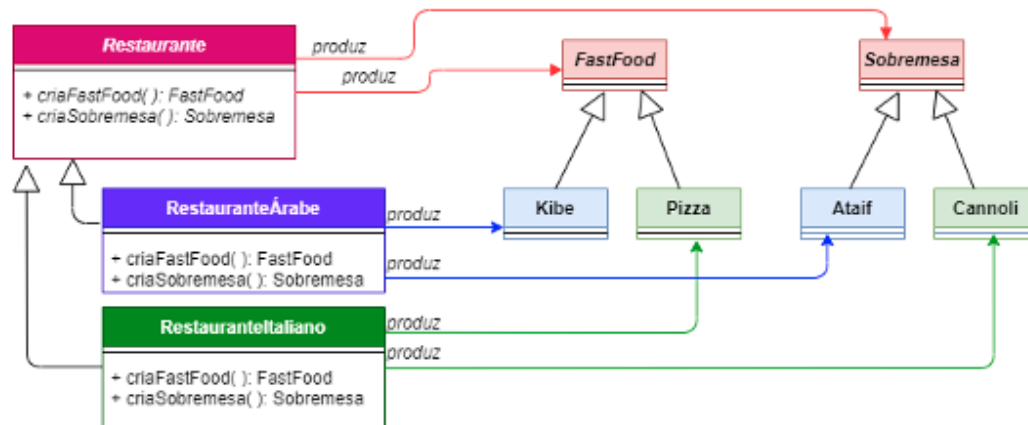 Restaurante
+ criaFastFood( ): FastFood
+ criaSobremesa( ): Sobremesa
produz
produz
FastFood
Sobremesa
RestauranteÁrabe
+ criaFastFood( ): FastFood
+ criaSobremesa( ): Sobremesa
produz
produz
Kibe
Pizza
Ataif
Cannoli
RestauranteItaliano
+ criaFastFood( ): FastFood
+ criaSobremesa( ): Sobremesa
produz
produz